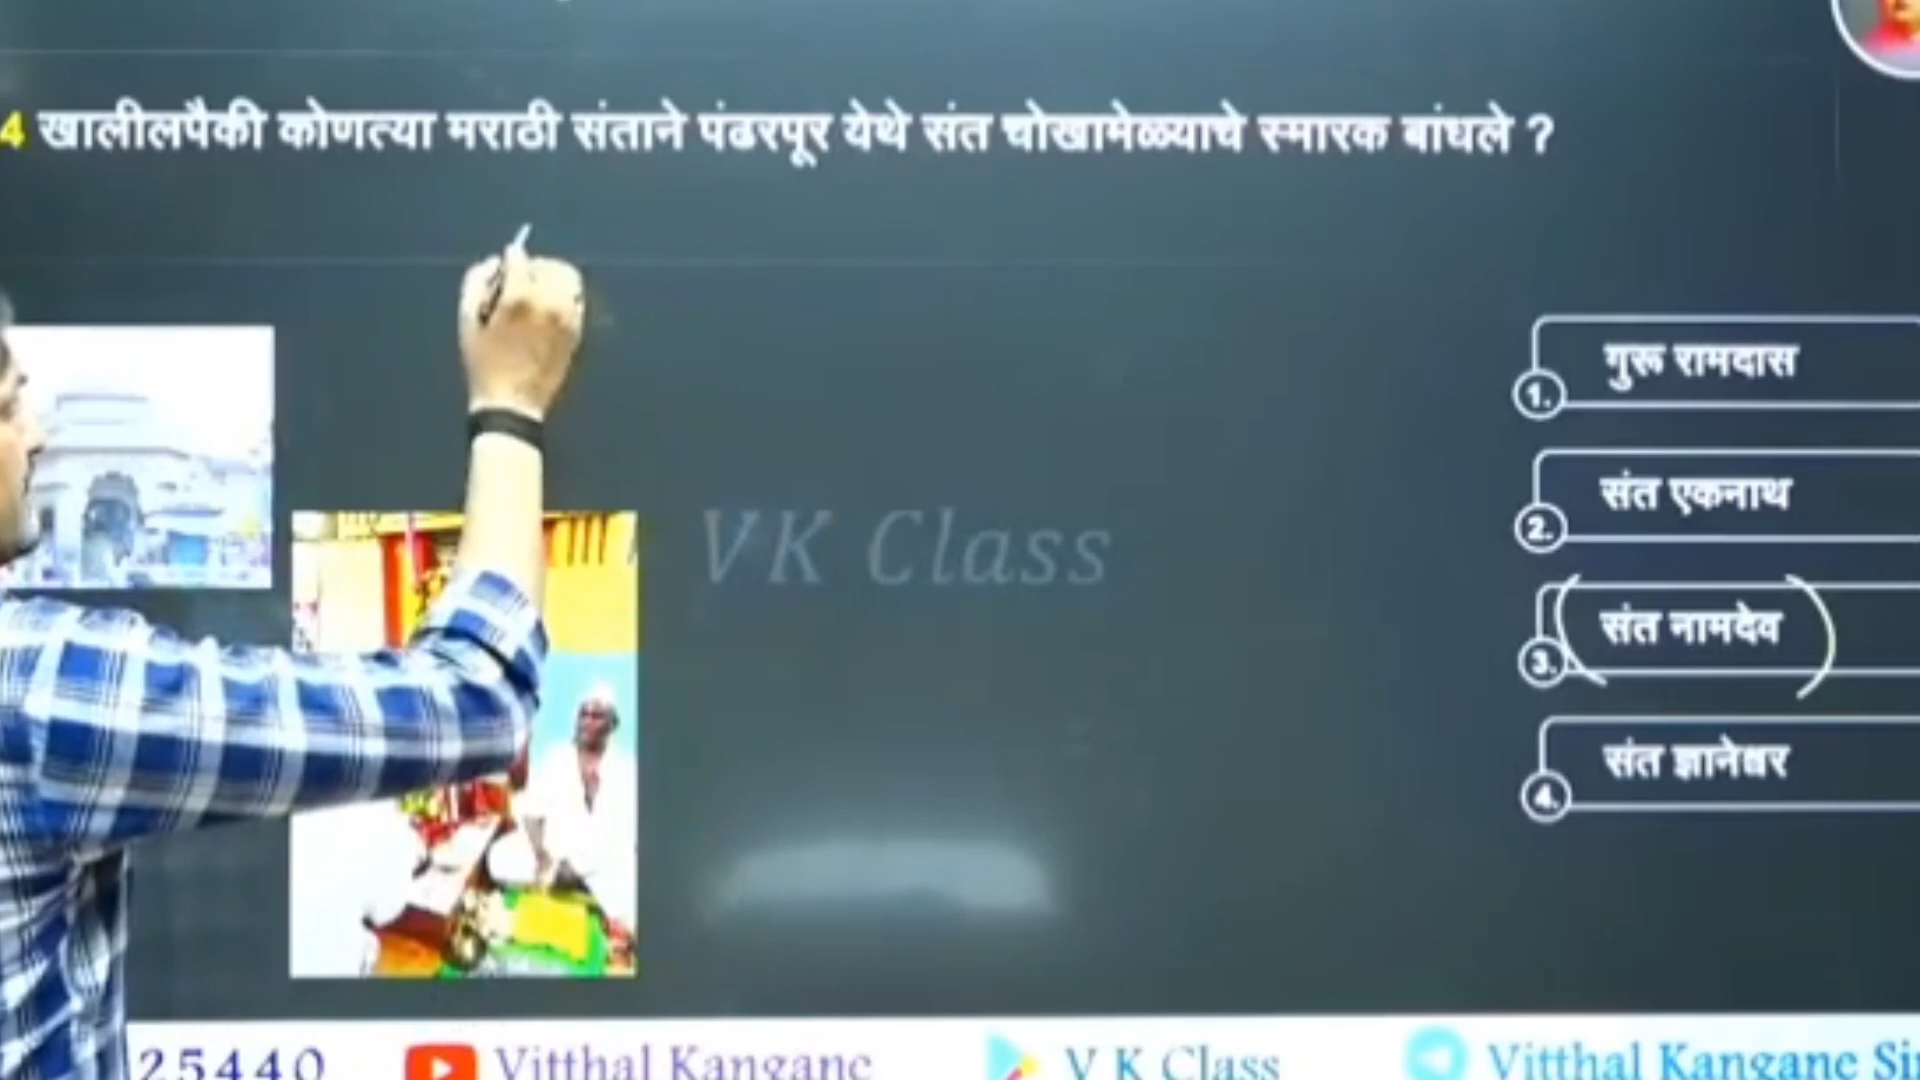 4 खालीलपैकी कोणत्या मराठी संताने पंढरपूर येथे संत चोखामेळ्याचे स्मारक बांधले ?
1. गुरू रामदास
2. संत एकनाथ
3. संत नामदेव
4. संत ज्ञानेश्वर
VK Class
25440
Vitthal Kangane
V K Class
Vitthal Kangane Sir